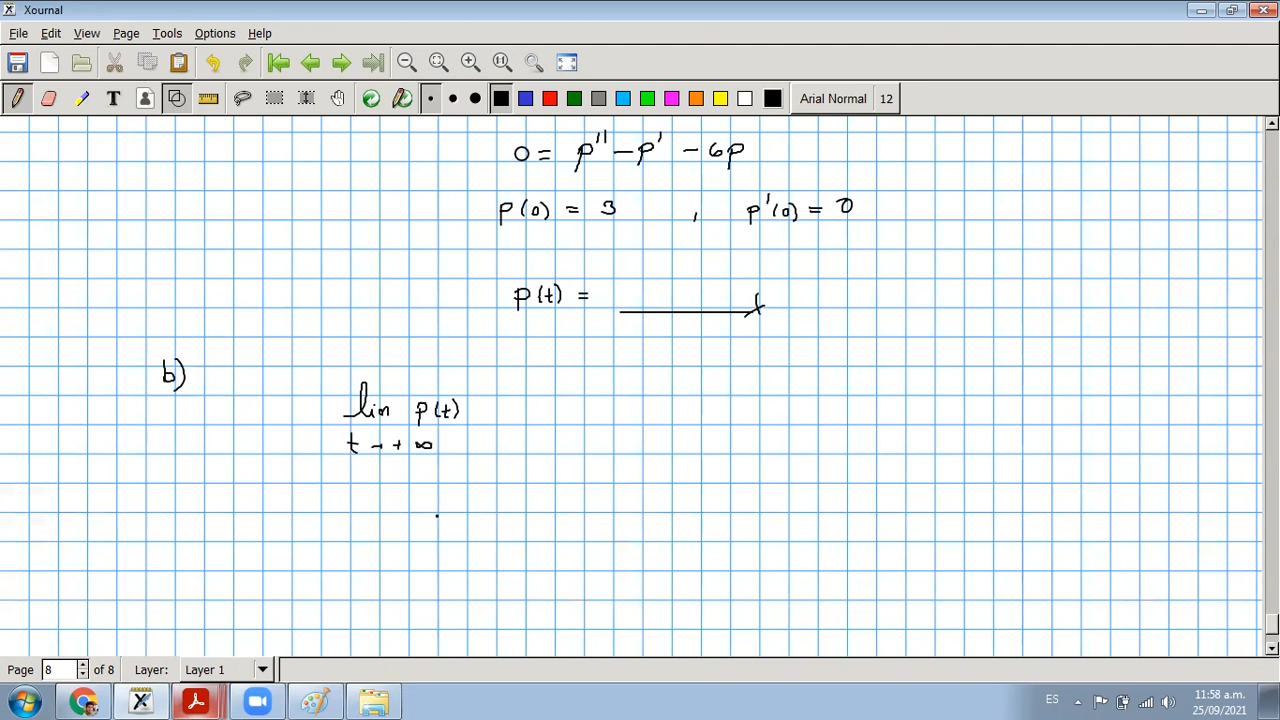 Xournal
File Edit View Page Tools Options Help
Arial Normal 12
0 = p'' - p' - 6p
p(0) = 3 , p'(0) = 0
p(t) =
b)
lim p(t)
t → + ∞
Page 8 of 8 Layer: Layer 1
ES 11:58 a.m.
25/09/2021